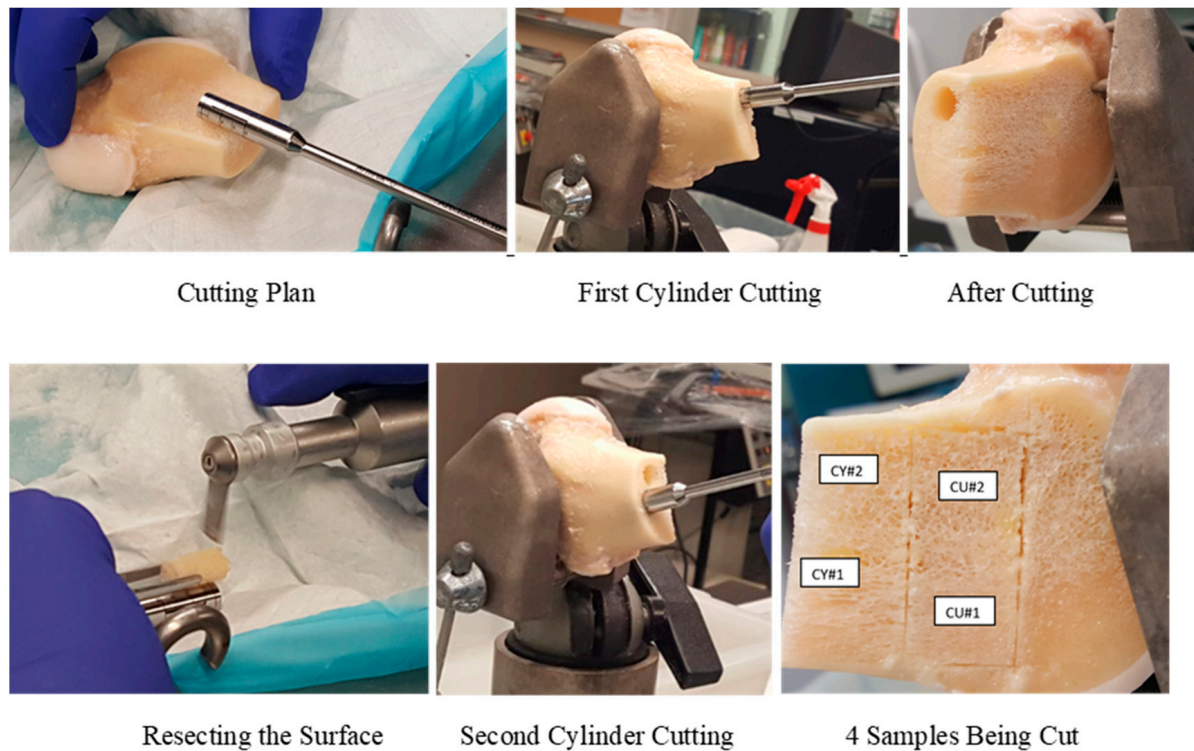 Cutting Plan
First Cylinder Cutting
After Cutting
CY#2
CU#2
CY#1
CU#1
Resecting the Surface
Second Cylinder Cutting
4 Samples Being Cut